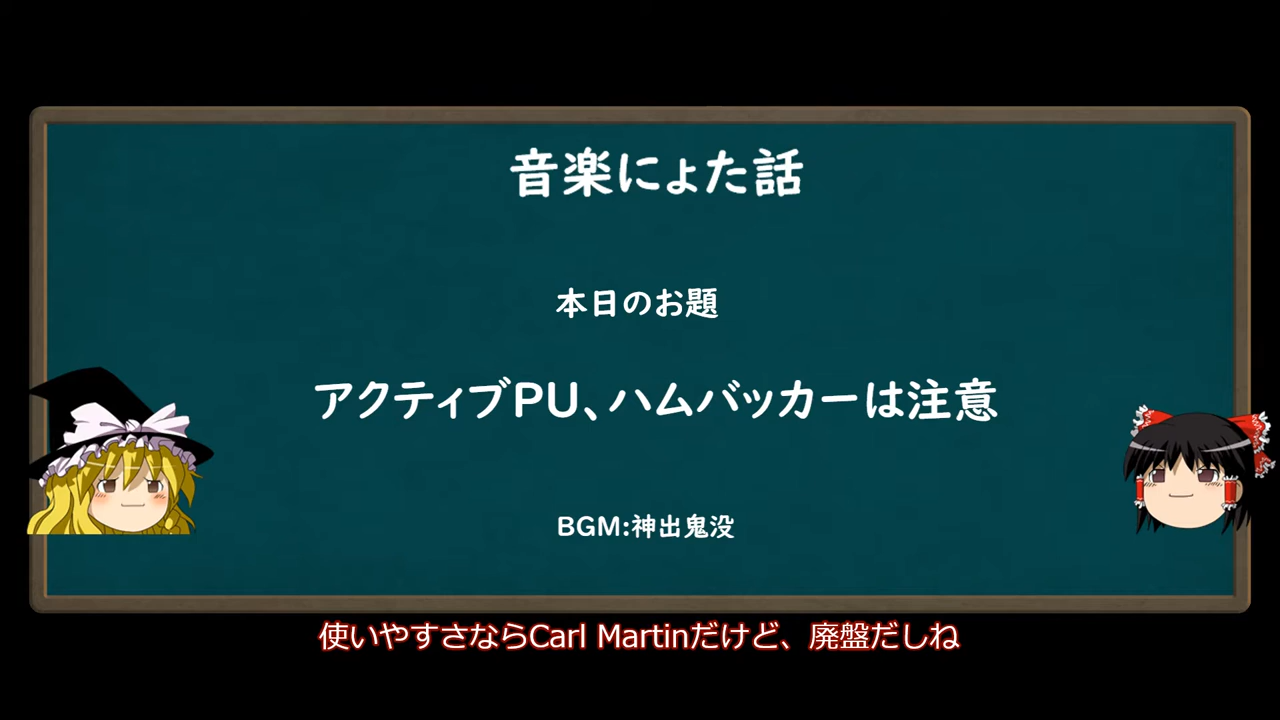 音楽にょた話
本日のお題
アクティブPU、ハムバッカーは注意
BGM:神出鬼没
使いやすさならCarl Martinだけど、廃盤だしね